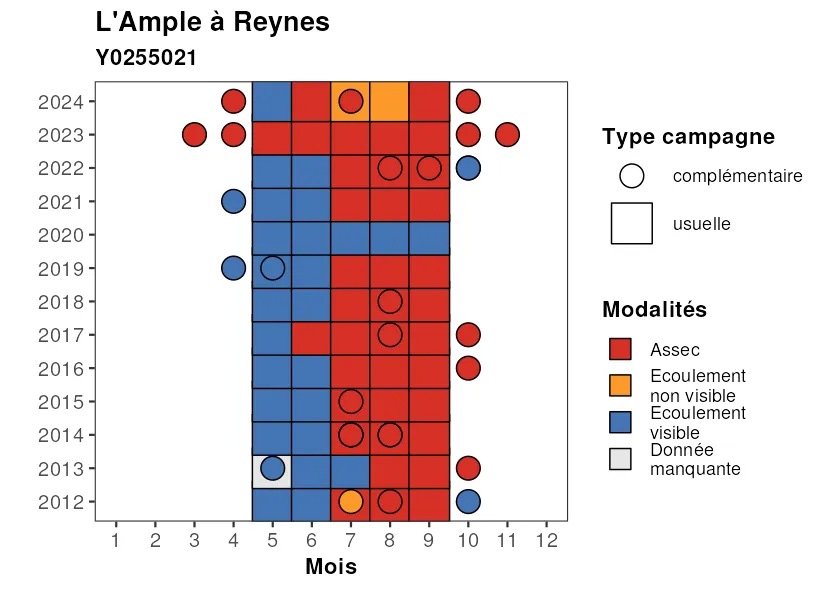 L'Ample à Reynes
Y0255021
2024
2023
2022
2021
2020
2019
2018
2017
2016
2015
2014
2013
2012
1 2 3 4 5 6 7 8 9 10 11 12
Mois
Type campagne
complémentaire
usuelle
Modalités
Assec
Ecoulement
non visible
Ecoulement
visible
Donnée
manquante